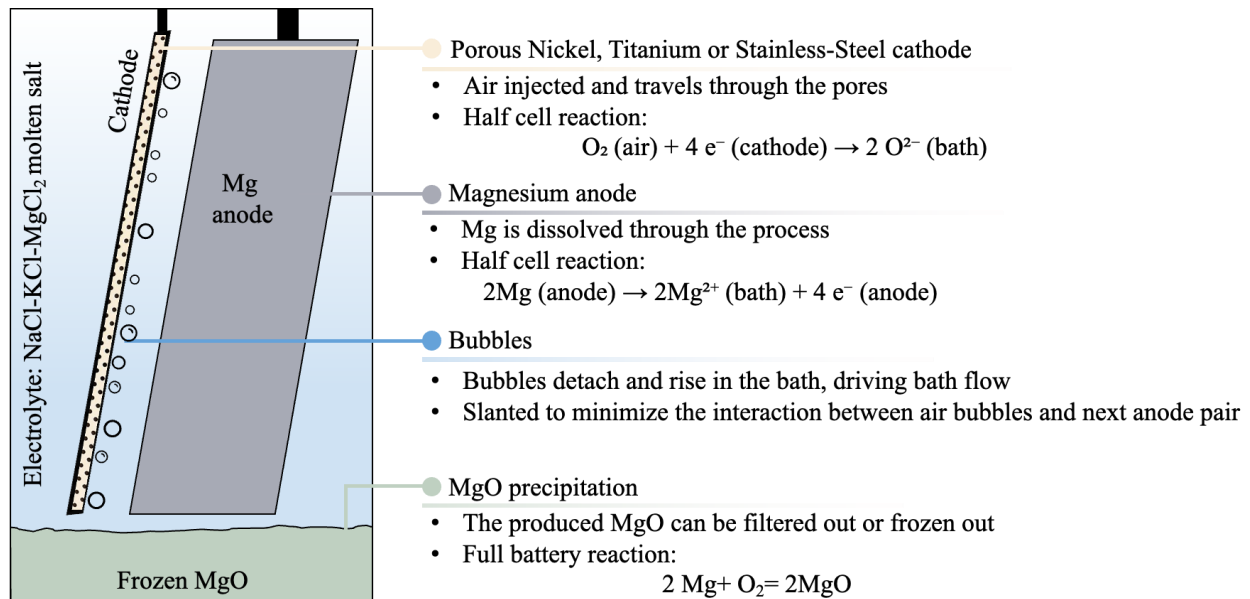 Electrolyte: NaCl-KCl-MgCl₂ molten salt
Cathode
Mg
anode
Frozen MgO
Porous Nickel, Titanium or Stainless-Steel cathode
• Air injected and travels through the pores
• Half cell reaction:
O₂ (air) + 4 e⁻ (cathode) → 2 O²⁻ (bath)
Magnesium anode
• Mg is dissolved through the process
• Half cell reaction:
2Mg (anode) → 2Mg²⁺ (bath) + 4 e⁻ (anode)
Bubbles
• Bubbles detach and rise in the bath, driving bath flow
• Slanted to minimize the interaction between air bubbles and next anode pair
MgO precipitation
• The produced MgO can be filtered out or frozen out
• Full battery reaction:
2 Mg+ O₂= 2MgO